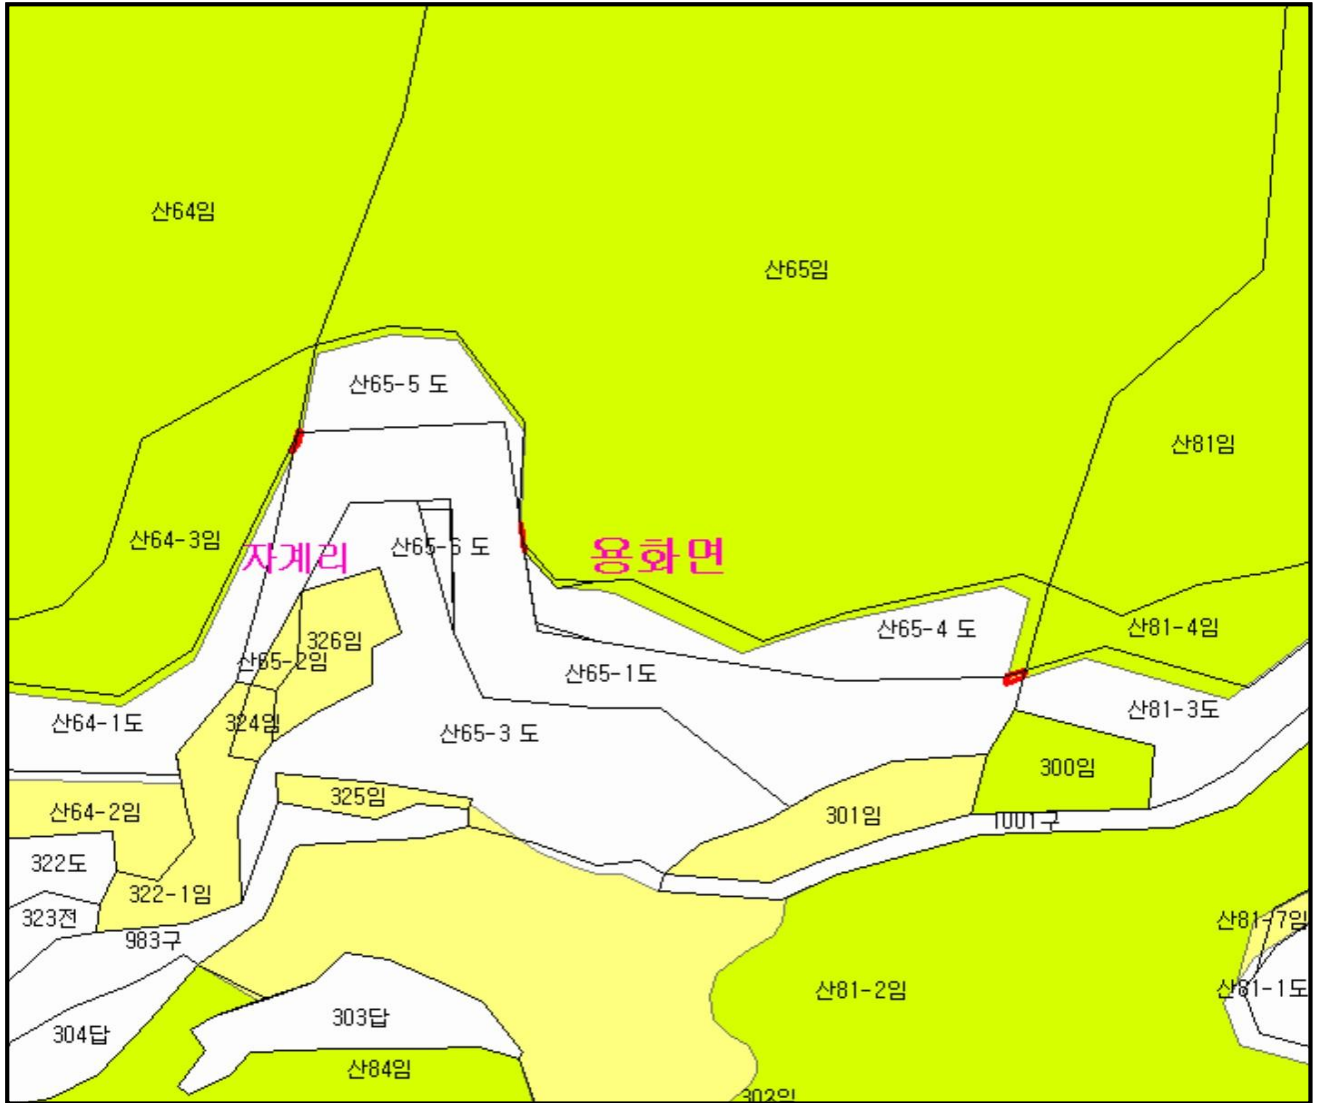 산64임
산65임
산65-5 도
산81임
산64-3임
자계리
산65-6 도
용화면
산65-4 도
산81-4임
326임
산65-2임
산65-1도
324임
산64-1도
산65-3 도
산81-3도
300임
325임
산64-2임
301임
1001구
322도
322-1임
323전
산81-7임
983구
산81-2임
산81-1도
303답
304답
산84임